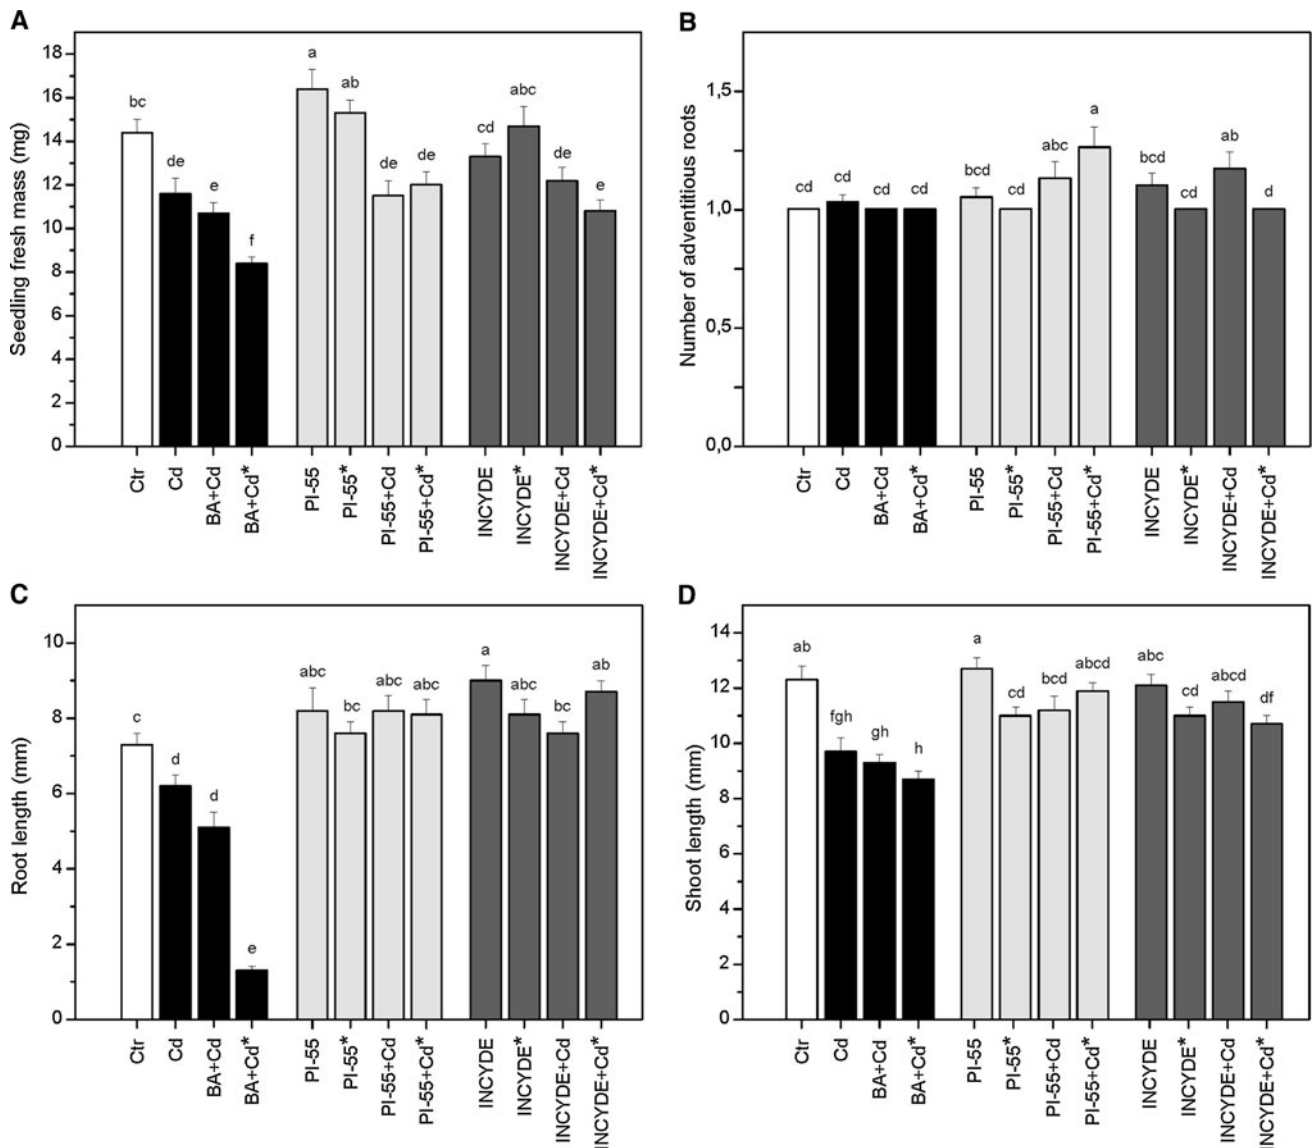 A
Seedling fresh mass (mg)
18
16
14
12
10
8
6
4
2
0
bc
de
e
f
a
ab
de
de
cd
abc
de
e
Ctr
Cd
BA+Cd
BA+Cd*
PI-55
PI-55*
PI-55+Cd
PI-55+Cd*
INCYDE
INCYDE*
INCYDE+Cd
INCYDE+Cd*
B
Number of adventitious roots
1,5
1,0
0,5
0,0
cd
cd
cd
cd
bcd
cd
abc
a
bcd
cd
ab
d
Ctr
Cd
BA+Cd
BA+Cd*
PI-55
PI-55*
PI-55+Cd
PI-55+Cd*
INCYDE
INCYDE*
INCYDE+Cd
INCYDE+Cd*
C
Root length (mm)
10
8
6
4
2
0
c
d
d
e
abc
bc
abc
abc
a
abc
bc
ab
Ctr
Cd
BA+Cd
BA+Cd*
PI-55
PI-55*
PI-55+Cd
PI-55+Cd*
INCYDE
INCYDE*
INCYDE+Cd
INCYDE+Cd*
D
Shoot length (mm)
14
12
10
8
6
4
2
0
ab
fgh
gh
h
a
cd
bcd
abcd
abc
cd
abcd
df
Ctr
Cd
BA+Cd
BA+Cd*
PI-55
PI-55*
PI-55+Cd
PI-55+Cd*
INCYDE
INCYDE*
INCYDE+Cd
INCYDE+Cd*